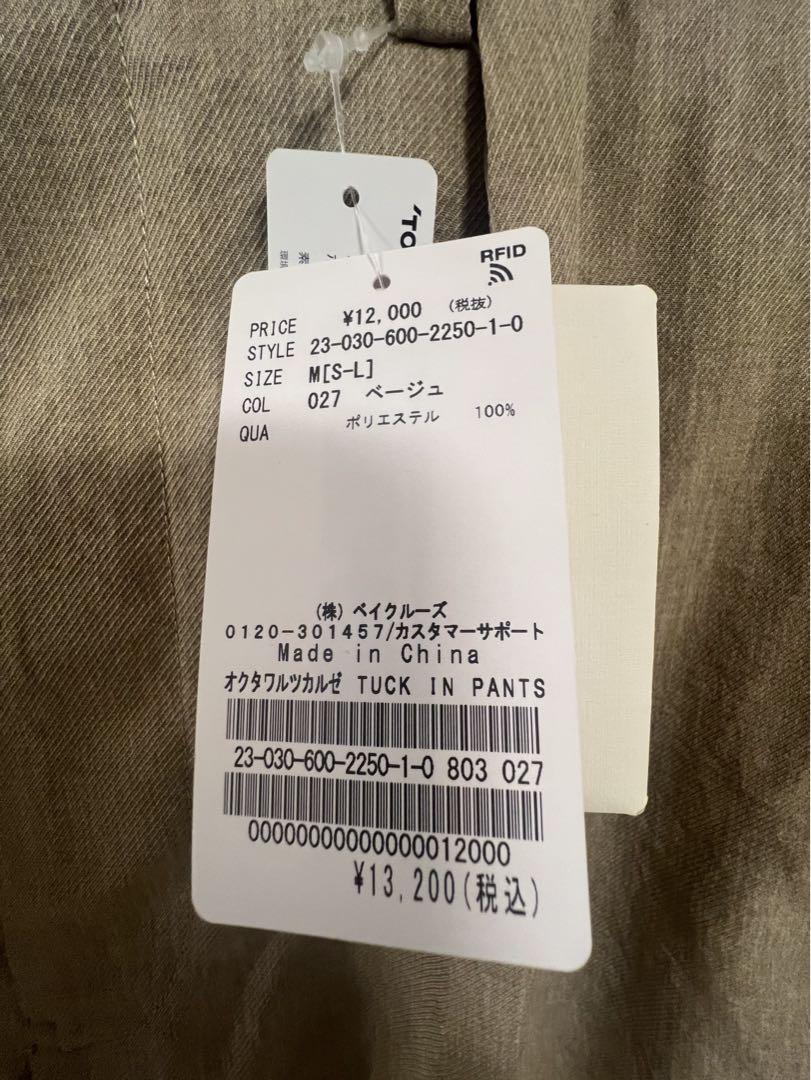 RFID
PRICE ¥12,000 (税抜)
STYLE 23-030-600-2250-1-0
SIZE M[S-L]
COL 027 ベージュ
QUA ポリエステル 100%
(株)ベイクルーズ
0120-301457/カスタマーサポート
Made in China
オクタワルツカルゼ TUCK IN PANTS
23-030-600-2250-1-0 803 027
00000000000000012000
¥13,200(税込)